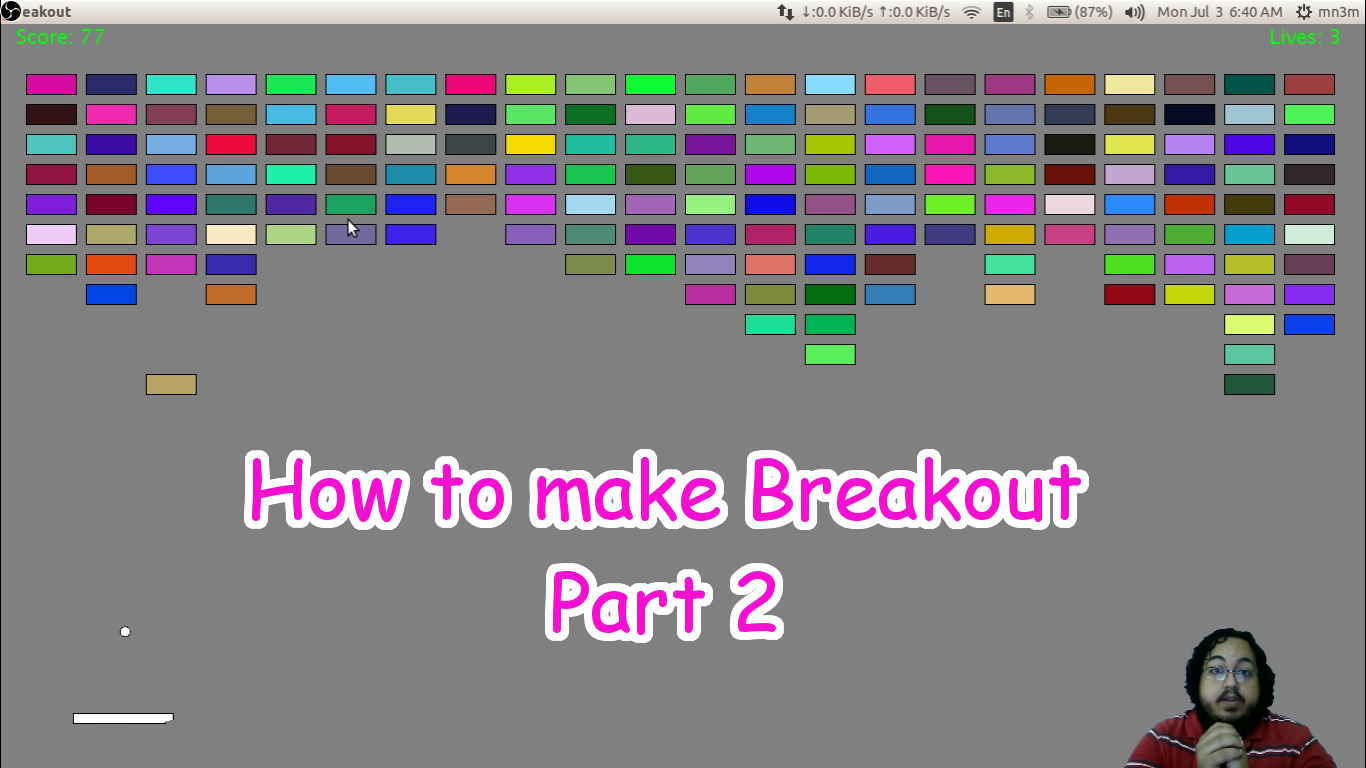 eakout ↓:0.0 KiB/s ↑:0.0 KiB/s En (87%) Mon Jul 3 6:40 AM mn3m
Score: 77 Lives: 3
How to make Breakout
Part 2